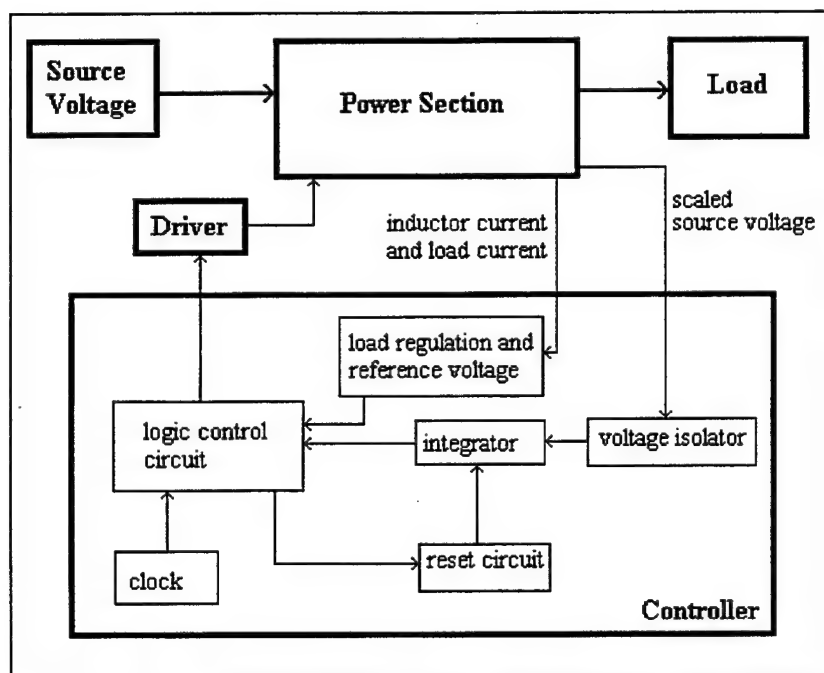 Source
Voltage
Power Section
Load
Driver
inductor current
and load current
scaled
source voltage
load regulation and
reference voltage
logic control
circuit
integrator
voltage isolator
clock
reset circuit
Controller